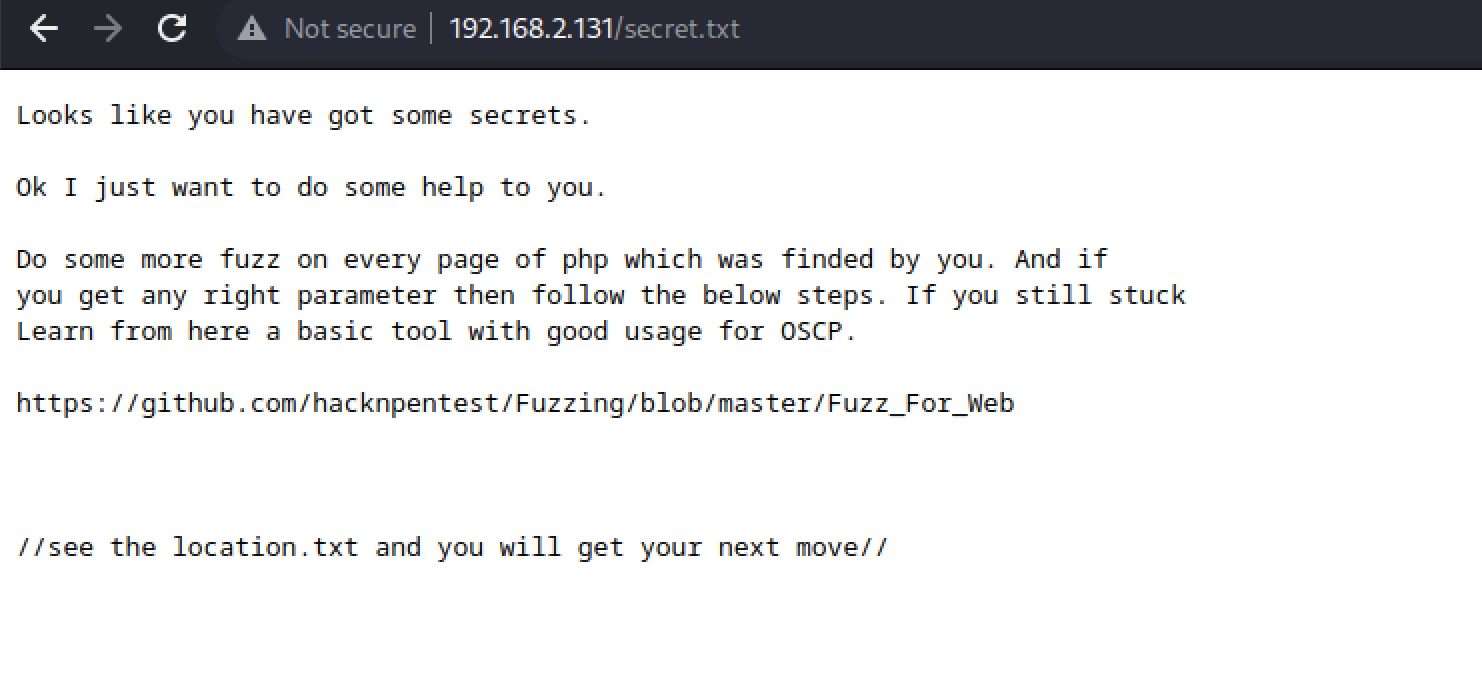 Not secure 192.168.2.131/secret.txt
Looks like you have got some secrets.
Ok I just want to do some help to you.
Do some more fuzz on every page of php which was finded by you. And if
you get any right parameter then follow the below steps. If you still stuck
Learn from here a basic tool with good usage for OSCP.
https://github.com/hacknpentest/Fuzzing/blob/master/Fuzz_For_Web
//see the location.txt and you will get your next move//